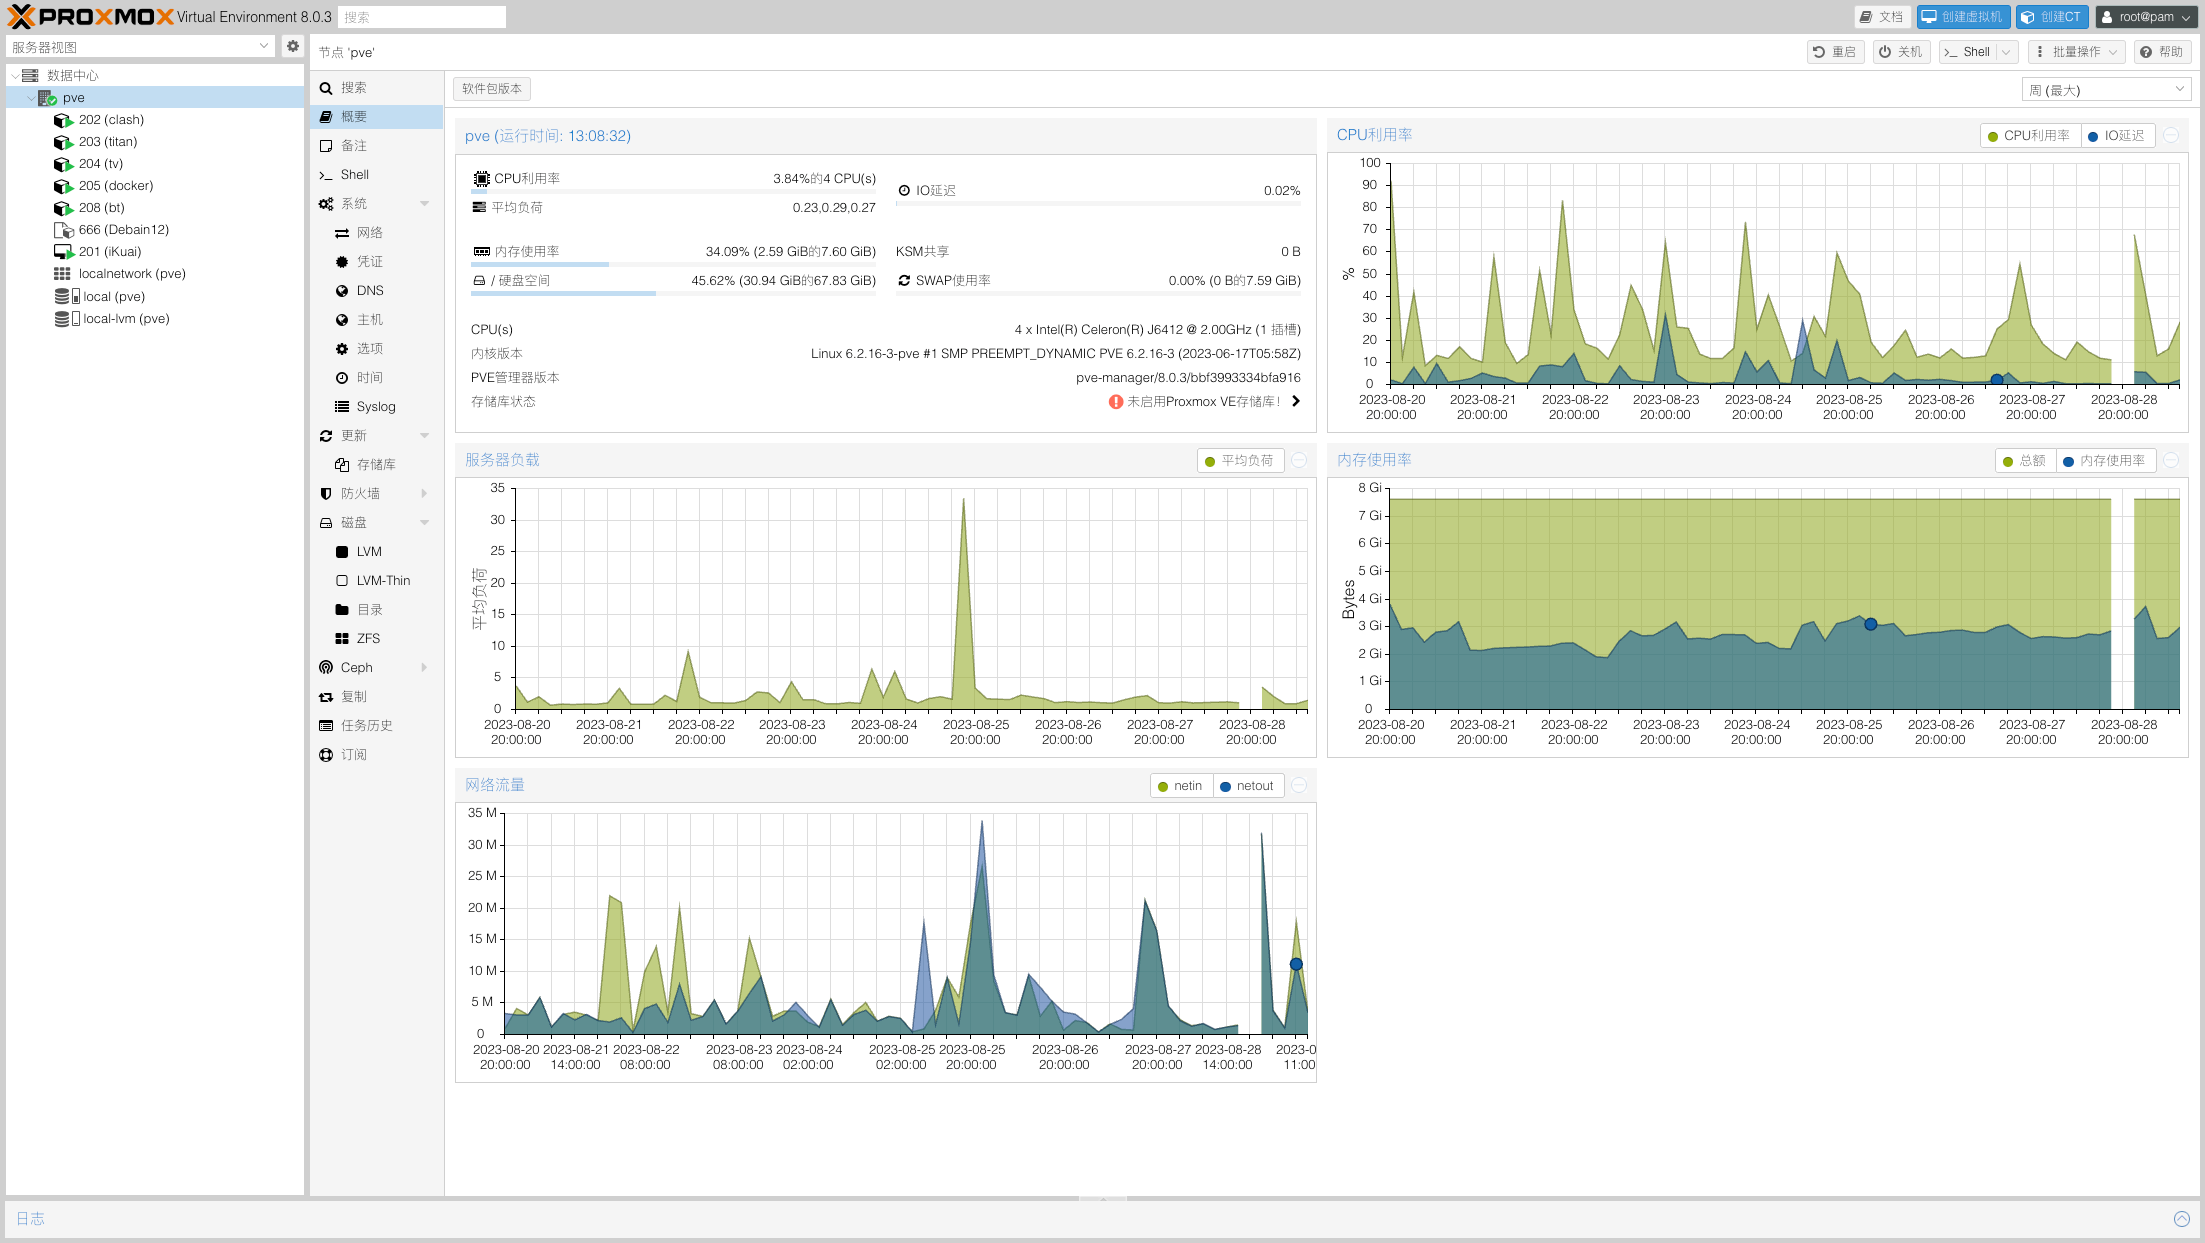 PROXMOX Virtual Environment 8.0.3 搜索 文档 创建虚拟机 创建CT root@pam
服务器视图
节点 'pve' 重启 关机 Shell 批量操作 帮助
数据中心
pve
202 (clash)
203 (titan)
204 (tv)
205 (docker)
208 (bt)
666 (Debain12)
201 (iKuai)
localnetwork (pve)
local (pve)
local-lvm (pve)
搜索
概要
备注
Shell
系统
网络
凭证
DNS
主机
选项
时间
Syslog
更新
存储库
防火墙
磁盘
LVM
LVM-Thin
目录
ZFS
Ceph
复制
任务历史
订阅
软件包版本 周 (最大)
pve (运行时间: 13:08:32)
CPU利用率 3.84%的4 CPU(s)
IO延迟 0.02%
平均负荷 0.23,0.29,0.27
内存使用率 34.09% (2.59 GiB的7.60 GiB)
KSM共享 0 B
/ 硬盘空间 45.62% (30.94 GiB的67.83 GiB)
SWAP使用率 0.00% (0 B的7.59 GiB)
CPU(s) 4 x Intel(R) Celeron(R) J6412 @ 2.00GHz (1 插槽)
内核版本 Linux 6.2.16-3-pve #1 SMP PREEMPT_DYNAMIC PVE 6.2.16-3 (2023-06-17T05:58Z)
PVE管理器版本 pve-manager/8.0.3/bbf3993334bfa916
存储库状态 未启用Proxmox VE存储库!
CPU利用率 CPU利用率 IO延迟
%
100
90
80
70
60
50
40
30
20
10
0
2023-08-20 2023-08-21 2023-08-22 2023-08-23 2023-08-24 2023-08-25 2023-08-26 2023-08-27 2023-08-28
20:00:00 20:00:00 20:00:00 20:00:00 20:00:00 20:00:00 20:00:00 20:00:00 20:00:00
服务器负载 平均负荷
平均负荷
35
30
25
20
15
10
5
0
2023-08-20 2023-08-21 2023-08-22 2023-08-23 2023-08-24 2023-08-25 2023-08-26 2023-08-27 2023-08-28
20:00:00 20:00:00 20:00:00 20:00:00 20:00:00 20:00:00 20:00:00 20:00:00 20:00:00
内存使用率 总额 内存使用率
Bytes
8 Gi
7 Gi
6 Gi
5 Gi
4 Gi
3 Gi
2 Gi
1 Gi
0
2023-08-20 2023-08-21 2023-08-22 2023-08-23 2023-08-24 2023-08-25 2023-08-26 2023-08-27 2023-08-28
20:00:00 20:00:00 20:00:00 20:00:00 20:00:00 20:00:00 20:00:00 20:00:00 20:00:00
网络流量 netin netout
35 M
30 M
25 M
20 M
15 M
10 M
5 M
0
2023-08-20 2023-08-21 2023-08-22 2023-08-23 2023-08-24 2023-08-25 2023-08-25 2023-08-26 2023-08-27 2023-08-28 2023-0
20:00:00 14:00:00 08:00:00 08:00:00 02:00:00 02:00:00 20:00:00 20:00:00 20:00:00 14:00:00 11:00
日志